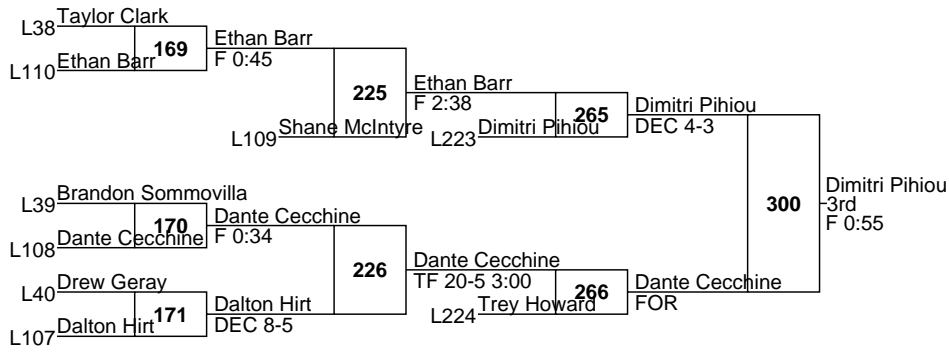 Taylor Clark
L38
169
Ethan Barr
F 0:45
Ethan Barr
L110
225
Ethan Barr
F 2:38
Shane McIntyre
L109
265
Dimitri Pihiou
L223
Dimitri Pihiou
DEC 4-3
Brandon Sommovilla
L39
170
Dante Cecchine
F 0:34
Dante Cecchine
L108
300
Dimitri Pihiou
3rd
F 0:55
226
Dante Cecchine
TF 20-5 3:00
Drew Geray
L40
171
Dalton Hirt
DEC 8-5
Dalton Hirt
L107
266
Trey Howard
L224
Dante Cecchine
FOR